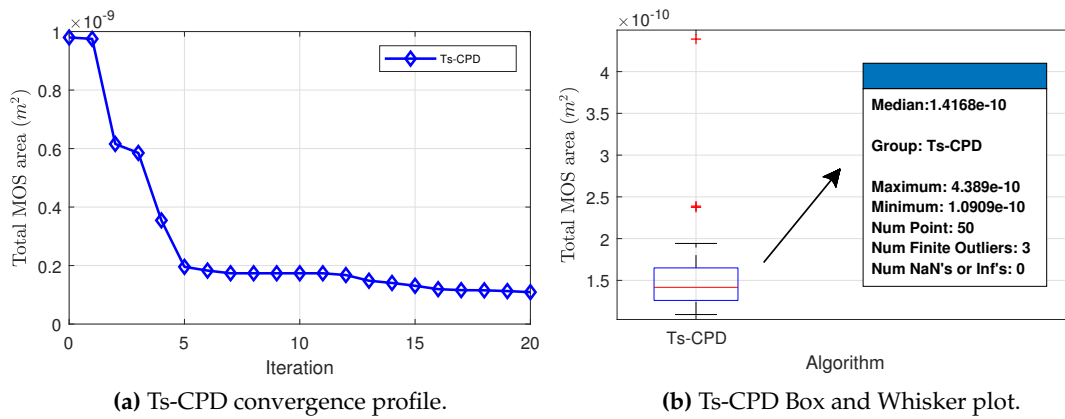 ×10^-9
1
0.8
0.6
0.4
0.2
0
Total MOS area (m^2)
Ts-CPD
0 5 10 15 20
Iteration
(a) Ts-CPD convergence profile.
×10^-10
4
3.5
3
2.5
2
1.5
Total MOS area (m^2)
Median:1.4168e-10
Group: Ts-CPD
Maximum: 4.389e-10
Minimum: 1.0909e-10
Num Point: 50
Num Finite Outliers: 3
Num NaN's or Inf's: 0
Ts-CPD
Algorithm
(b) Ts-CPD Box and Whisker plot.